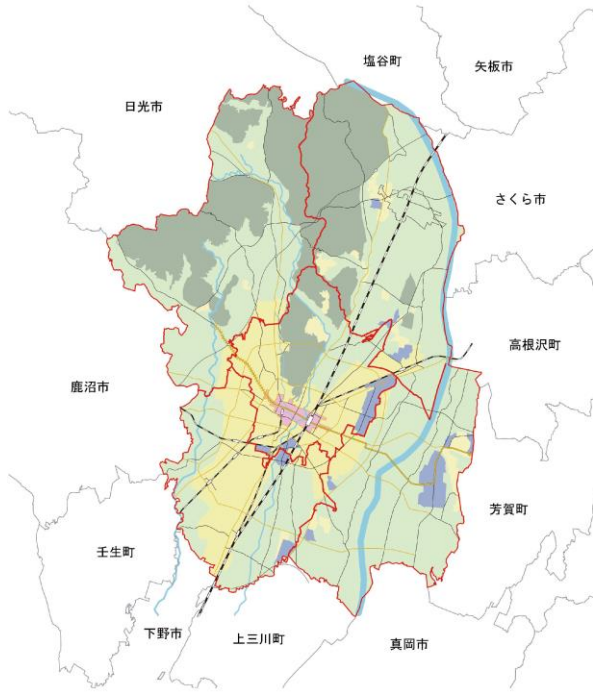 塩谷町
矢板市
日光市
さくら市
高根沢町
鹿沼市
芳賀町
壬生町
下野市
上三川町
真岡市